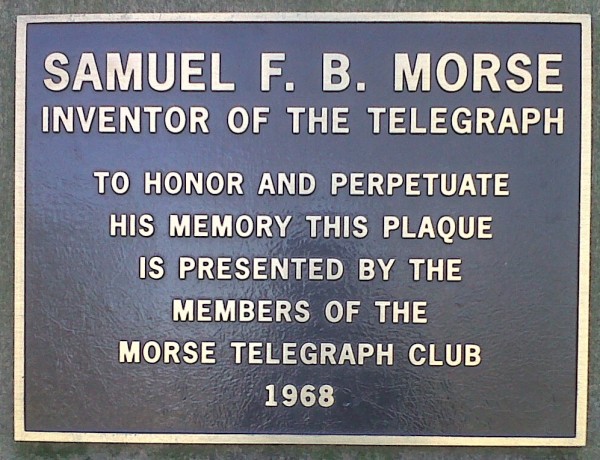 SAMUEL F. B. MORSE
INVENTOR OF THE TELEGRAPH
TO HONOR AND PERPETUATE
HIS MEMORY THIS PLAQUE
IS PRESENTED BY THE
MEMBERS OF THE
MORSE TELEGRAPH CLUB
1968